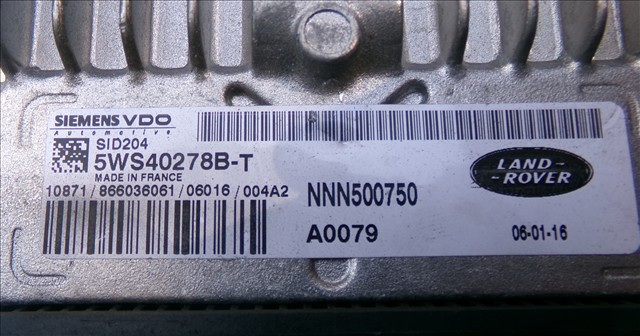 SIEMENS VDO
Automotive
SID204
5WS40278B-T
MADE IN FRANCE
10871/866036061/06016/004A2
NNN500750
A0079
LAND-
-ROVER
06-01-16